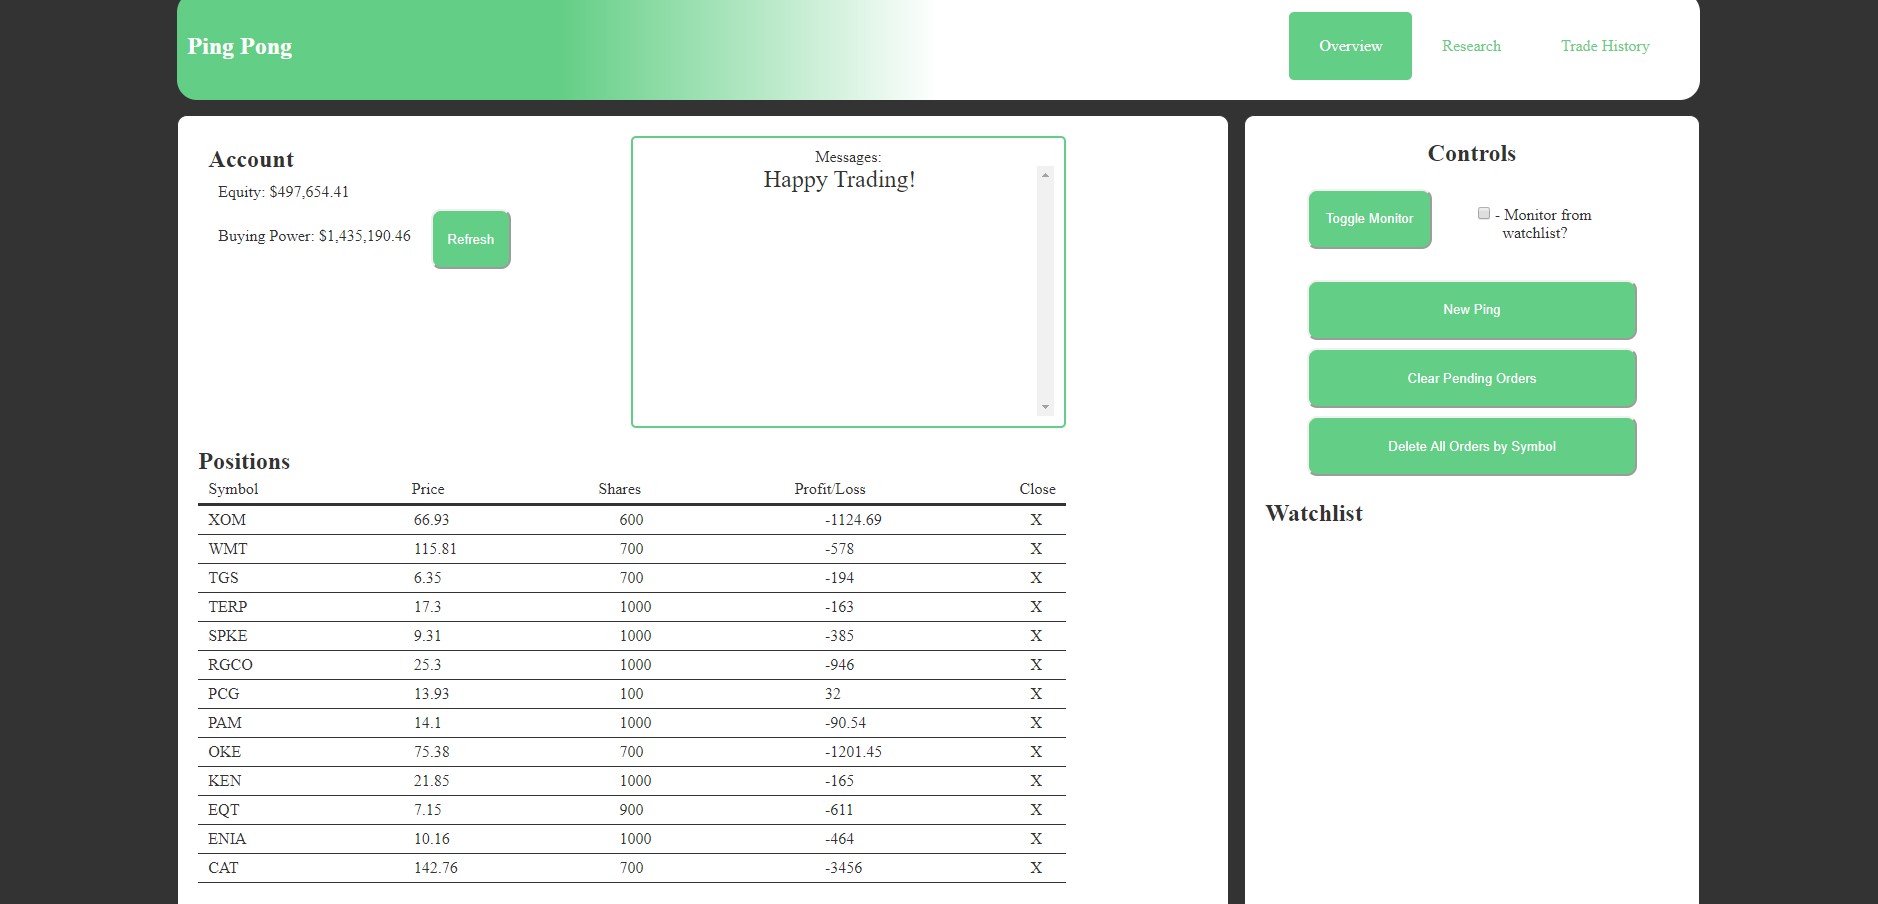 Ping Pong
Overview Research Trade History
Account
Equity: $497,654.41
Buying Power: $1,435,190.46
Refresh
Messages:
Happy Trading!
Positions
Symbol Price Shares Profit/Loss Close
XOM 66.93 600 -1124.69 X
WMT 115.81 700 -578 X
TGS 6.35 700 -194 X
TERP 17.3 1000 -163 X
SPKE 9.31 1000 -385 X
RGCO 25.3 1000 -946 X
PCG 13.93 100 32 X
PAM 14.1 1000 -90.54 X
OKE 75.38 700 -1201.45 X
KEN 21.85 1000 -165 X
EQT 7.15 900 -611 X
ENIA 10.16 1000 -464 X
CAT 142.76 700 -3456 X
Controls
Toggle Monitor
- Monitor from
watchlist?
New Ping
Clear Pending Orders
Delete All Orders by Symbol
Watchlist